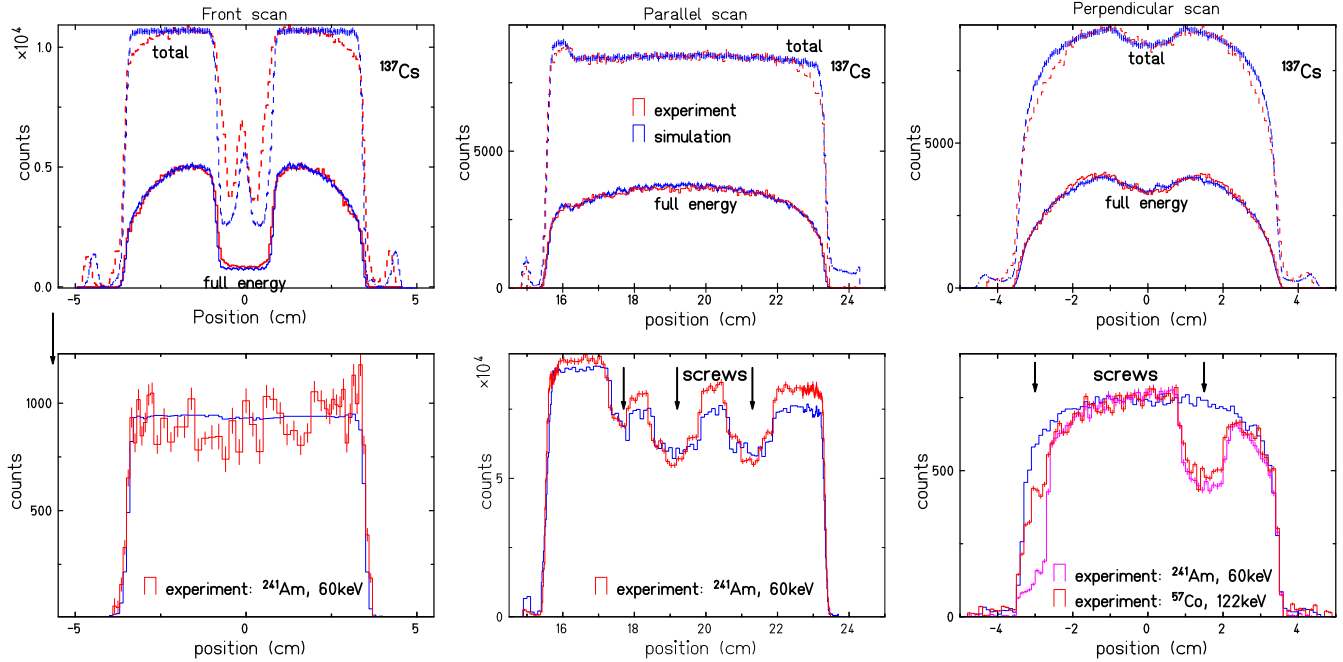 Front scan
Parallel scan
Perpendicular scan
×10⁴
1.0
0.5
0.0
counts
total
¹³⁷Cs
full energy
-5
0
5
Position (cm)
5000
0
counts
total
¹³⁷Cs
experiment
simulation
full energy
16
18
20
22
24
position (cm)
5000
0
counts
total
¹³⁷Cs
full energy
-4
-2
0
2
4
position (cm)
1000
500
counts
experiment: ²⁴¹Am, 60keV
-5
0
5
position (cm)
×10⁴
5
0
counts
screws
experiment: ²⁴¹Am, 60keV
16
18
20
22
24
position (cm)
500
0
counts
screws
experiment: ²⁴¹Am, 60keV
experiment: ⁵⁷Co, 122keV
-4
-2
0
2
4
position (cm)